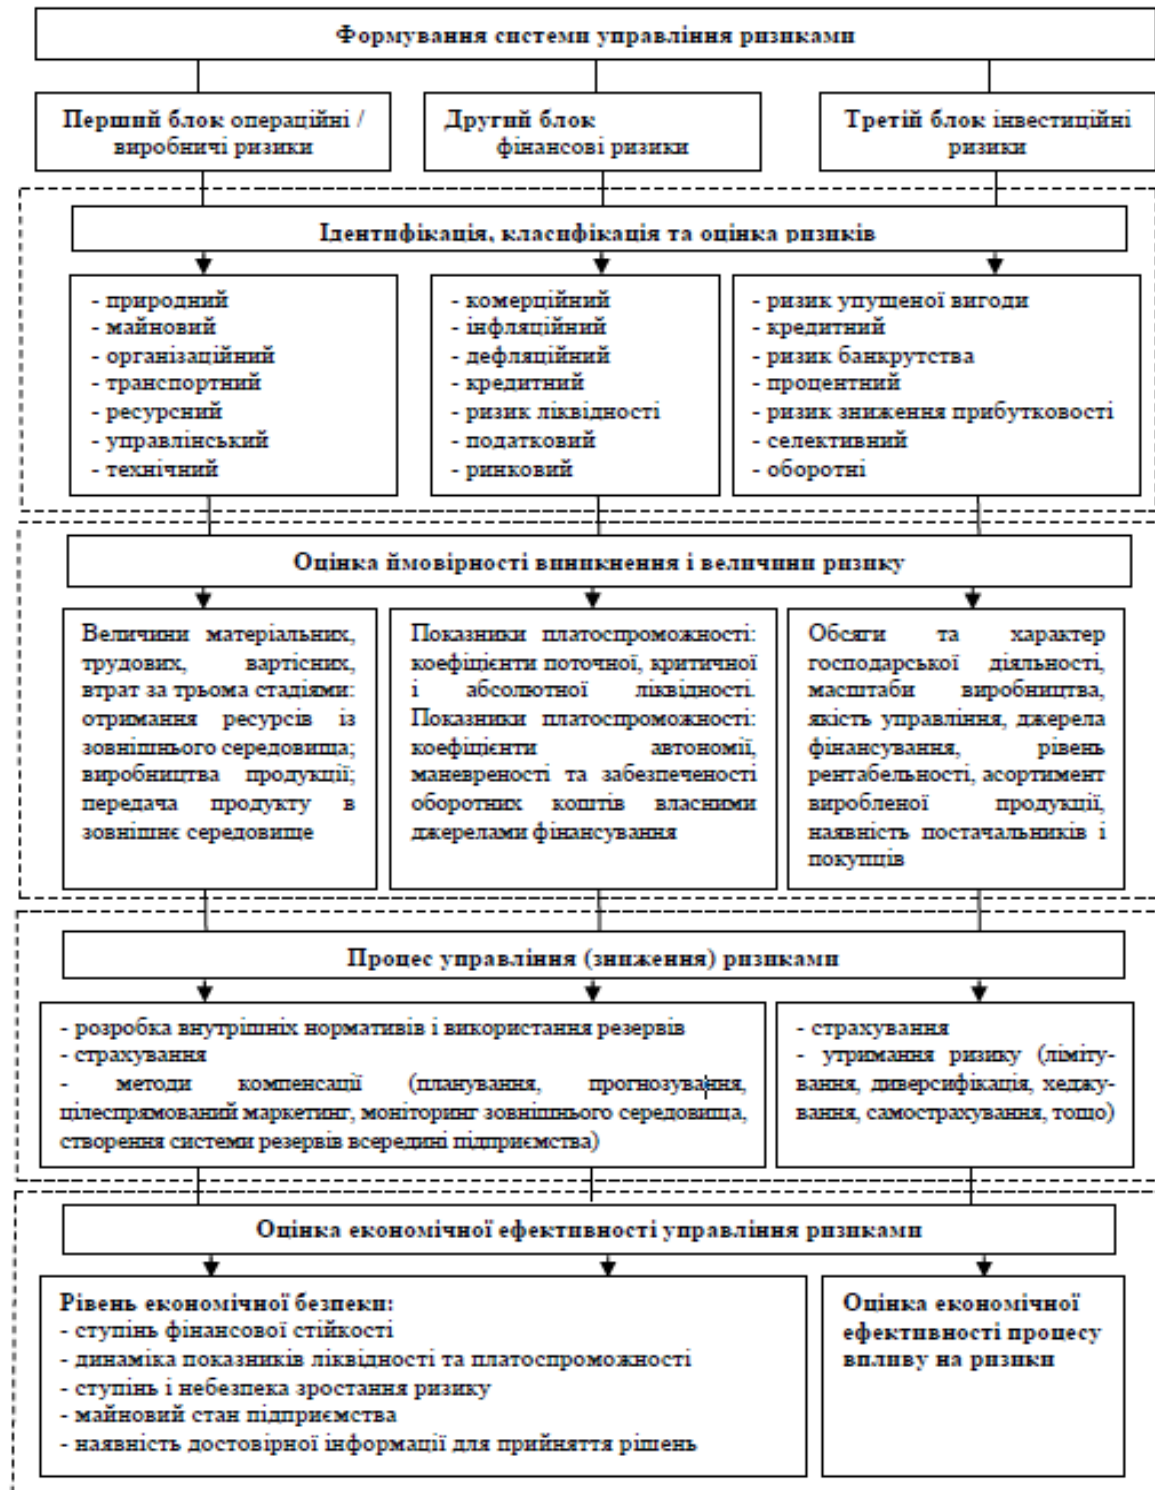 Формування системи управління ризиками
Перший блок операційні /
виробничі ризики
Другий блок
фінансові ризики
Третій блок інвестиційні
ризики
Ідентифікація, класифікація та оцінка ризиків
- природний
- майновий
- організаційний
- транспортний
- ресурсний
- управлінський
- технічний
- комерційний
- інфляційний
- дефляційний
- кредитний
- ризик ліквідності
- податковий
- ринковий
- ризик упущеної вигоди
- кредитний
- ризик банкрутства
- процентний
- ризик зниження прибутковості
- селективний
- оборотні
Оцінка ймовірності виникнення і величини ризику
Величини матеріальних,
трудових, вартісних,
втрат за трьома стадіями:
отримання ресурсів із
зовнішнього середовища;
виробництва продукції;
передача продукту в
зовнішнє середовище
Показники платоспроможності:
коефіцієнти поточної, критичної
і абсолютної ліквідності.
Показники платоспроможності:
коефіцієнти автономії,
маневреності та забезпеченості
оборотних коштів власними
джерелами фінансування
Обсяги та характер
господарської діяльності,
масштаби виробництва,
якість управління, джерела
фінансування, рівень
рентабельності, асортимент
виробленої продукції,
наявність постачальників і
покупців
Процес управління (зниження) ризиками
- розробка внутрішніх нормативів і використання резервів
- страхування
- методи компенсації (планування, прогнозування,
цілеспрямований маркетинг, моніторинг зовнішнього середовища,
створення системи резервів всередині підприємства)
- страхування
- утримання ризику (лімітування, диверсифікація, хеджу-
вання, самострахування, тощо)
Оцінка економічної ефективності управління ризиками
Рівень економічної безпеки:
- ступінь фінансової стійкості
- динаміка показників ліквідності та платоспроможності
- ступінь і небезпека зростання ризику
- майновий стан підприємства
- наявність достовірної інформації для прийняття рішень
Оцінка економічної
ефективності процесу
впливу на ризики